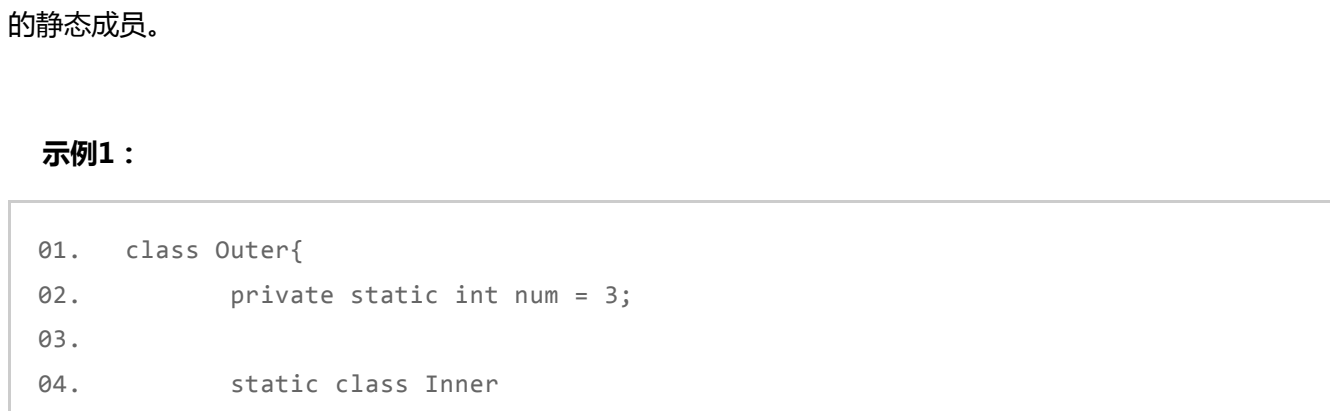 的静态成员。
示例1：
01. class Outer{
02. private static int num = 3;
03.
04. static class Inner